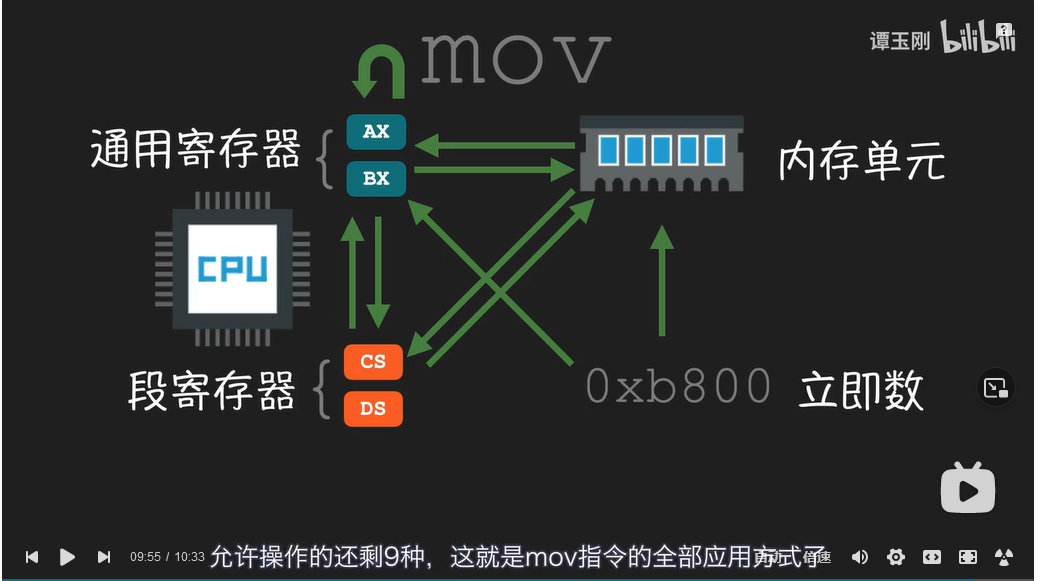 mov
谭玉刚 bilibili
通用寄存器
AX
BX
内存单元
CPU
段寄存器
CS
DS
0xb800 立即数
09:55 / 10:33
允许操作的还剩9种，这就是mov指令的全部应用方式了
倍速